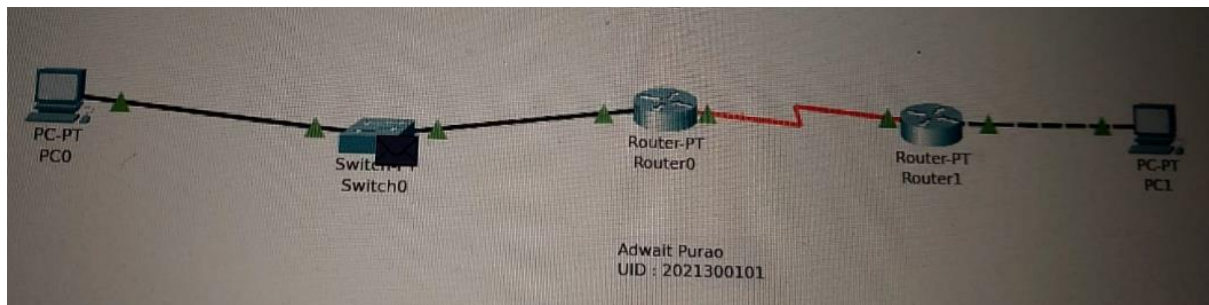 PC-PT
PC0
Switch0
Router-PT
Router0
Router-PT
Router1
PC-PT
PC1
Adwait Purao
UID : 2021300101